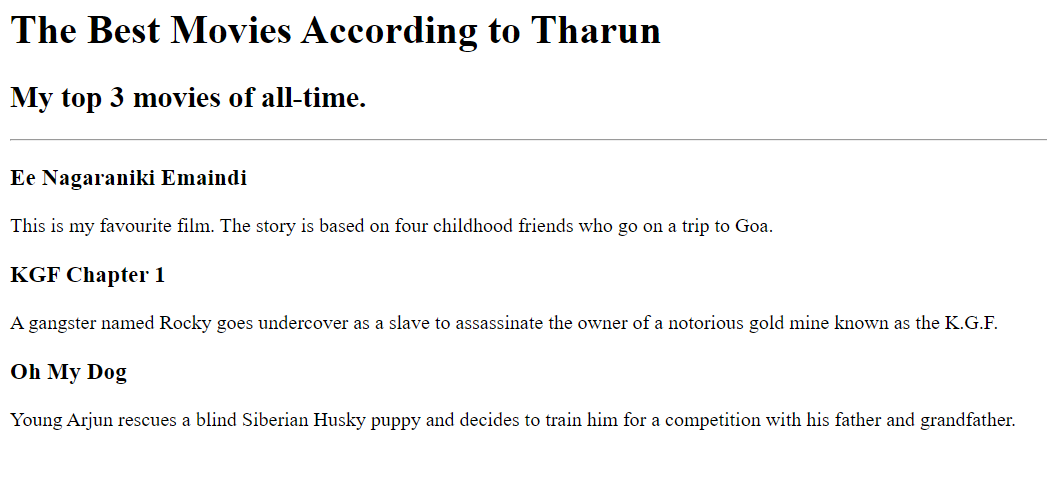 The Best Movies According to Tharun
My top 3 movies of all-time.
Ee Nagaraniki Emaindi
This is my favourite film. The story is based on four childhood friends who go on a trip to Goa.
KGF Chapter 1
A gangster named Rocky goes undercover as a slave to assassinate the owner of a notorious gold mine known as the K.G.F.
Oh My Dog
Young Arjun rescues a blind Siberian Husky puppy and decides to train him for a competition with his father and grandfather.